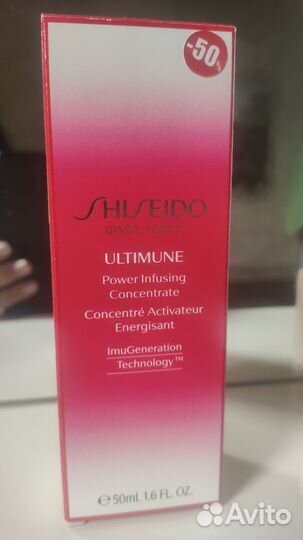 -50%
SHISEIDO
GINZA TOKYO
ULTIMUNE
Power Infusing
Concentrate
Concentré Activateur
Energisant
ImuGeneration
Technology™
℮ 50mL 1.6 FL. OZ.
Avito